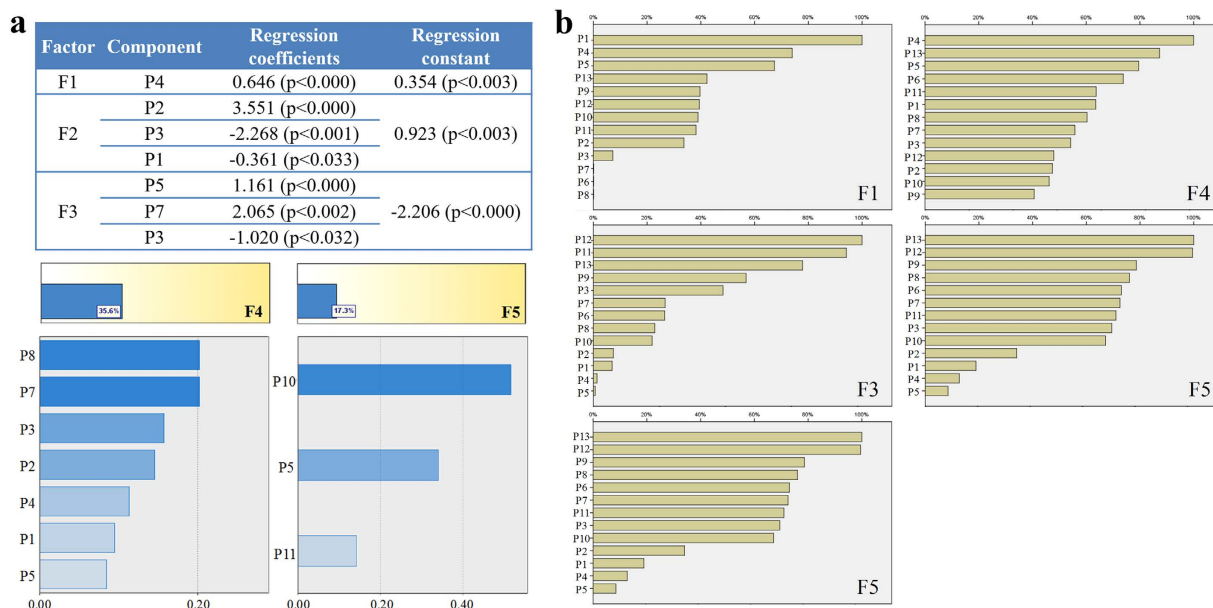 a
Factor Component Regression coefficients Regression constant
F1 P4 0.646 (p<0.000) 0.354 (p<0.003)
P2 3.551 (p<0.000)
F2 P3 -2.268 (p<0.001) 0.923 (p<0.003)
P1 -0.361 (p<0.033)
P5 1.161 (p<0.000)
F3 P7 2.065 (p<0.002) -2.206 (p<0.000)
P3 -1.020 (p<0.032)
35.6%
F4
17.3%
F5
P8
P7
P3
P2
P4
P1
P5
0.00 0.20
P10
P5
P11
0.00 0.20 0.40
b
0% 20% 40% 60% 80% 100%
P1
P4
P5
P13
P9
P12
P10
P11
P2
P3
P7
P6
P8
F1
0% 20% 40% 60% 80% 100%
P4
P13
P5
P6
P11
P1
P8
P7
P3
P12
P2
P10
P9
F4
0% 20% 40% 60% 80% 100%
P12
P11
P13
P9
P3
P7
P6
P8
P10
P2
P1
P4
P5
F3
0% 20% 40% 60% 80% 100%
P13
P12
P9
P8
P6
P7
P11
P3
P10
P2
P1
P4
P5
F5
0% 20% 40% 60% 80% 100%
P13
P12
P9
P8
P6
P7
P11
P3
P10
P2
P1
P4
P5
F5